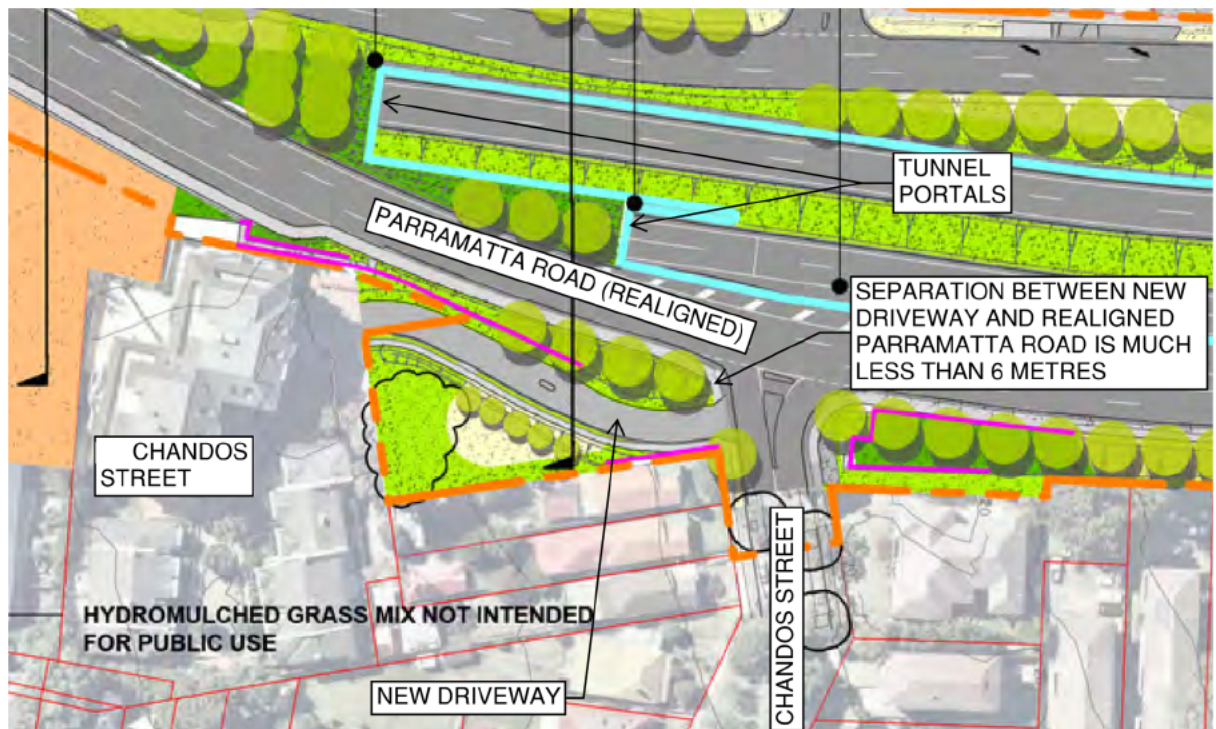 TUNNEL
PORTALS
PARRAMATTA ROAD (REALIGNED)
SEPARATION BETWEEN NEW
DRIVEWAY AND REALIGNED
PARRAMATTA ROAD IS MUCH
LESS THAN 6 METRES
CHANDOS
STREET
CHANDOS STREET
HYDROMULCHED GRASS MIX NOT INTENDED
FOR PUBLIC USE
NEW DRIVEWAY